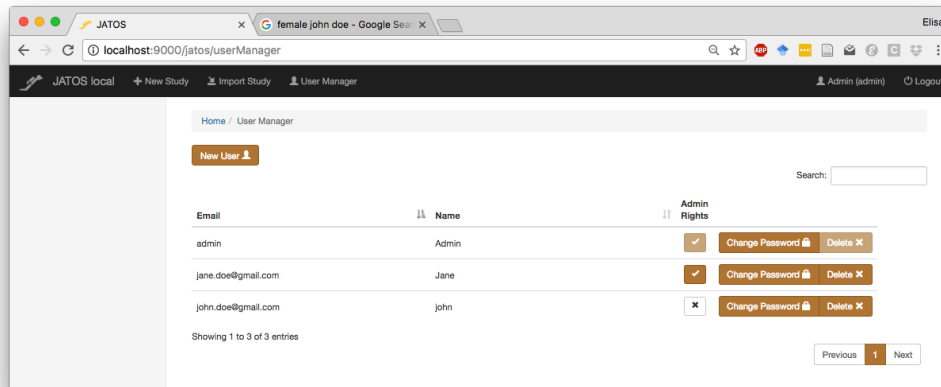 JATOS
female john doe - Google Sear
Elisa
localhost:9000/jatos/userManager
ABP
JATOS local + New Study Import Study User Manager Admin (admin) Logout
Home / User Manager
New User
Search:
Email Name Admin Rights
admin Admin Change Password Delete
jane.doe@gmail.com Jane Change Password Delete
john.doe@gmail.com john Change Password Delete
Showing 1 to 3 of 3 entries
Previous 1 Next